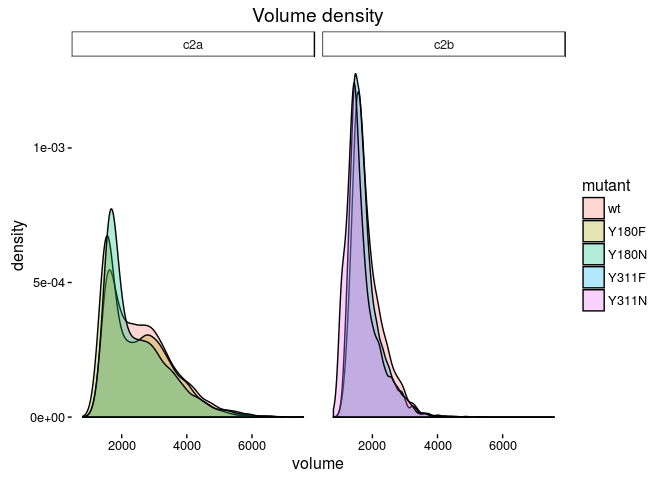 Volume density
c2a
c2b
1e-03
5e-04
0e+00
density
2000 4000 6000
2000 4000 6000
volume
mutant
wt
Y180F
Y180N
Y311F
Y311N